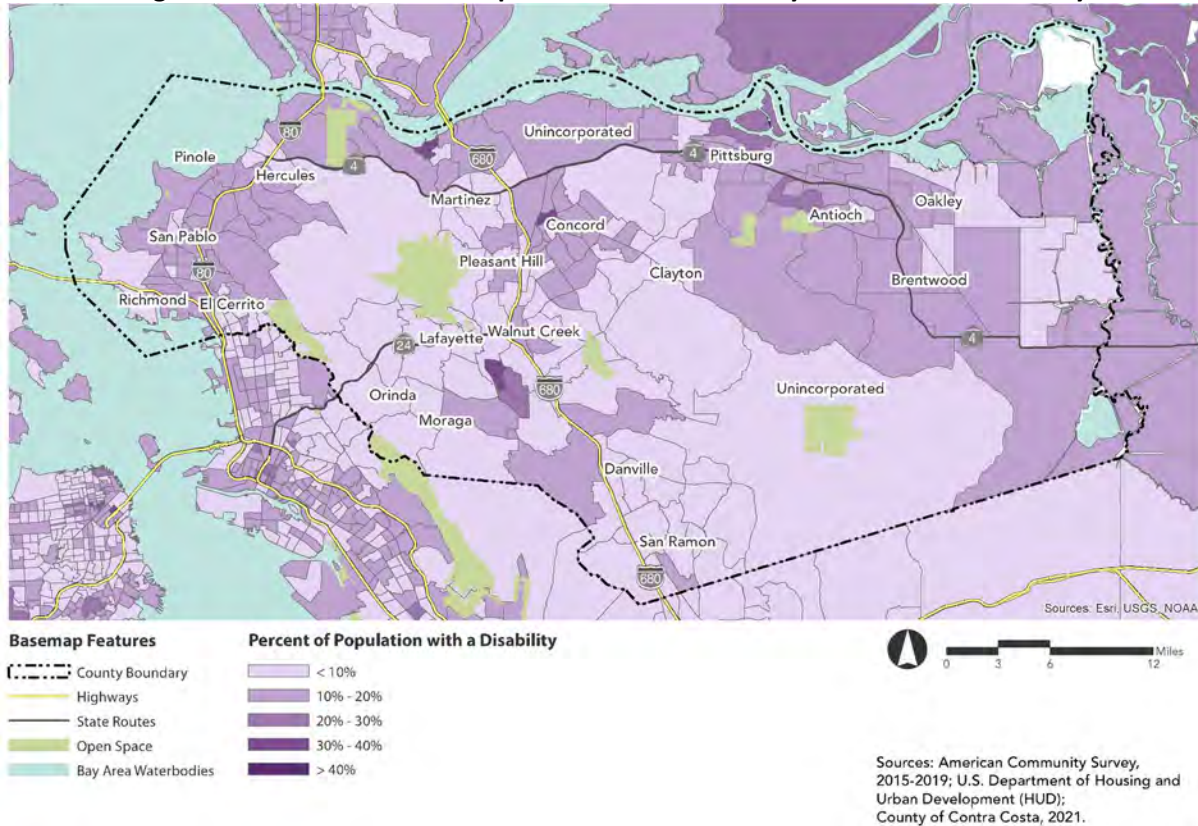 80
Unincorporated
Pinole
680
4
Pittsburg
Hercules
4
Martinez
Oakley
Antioch
Concord
San Pablo
Pleasant Hill
80
Clayton
Brentwood
Richmond
El Cerrito
Walnut Creek
4
24
Lafayette
Unincorporated
Orinda
680
Moraga
Danville
San Ramon
680
Sources: Esri, USGS, NOAA
Basemap Features
County Boundary
Highways
State Routes
Open Space
Bay Area Waterbodies
Percent of Population with a Disability
< 10%
10% - 20%
20% - 30%
30% - 40%
> 40%
0 3 6 12 Miles
Sources: American Community Survey,
2015-2019; U.S. Department of Housing and
Urban Development (HUD);
County of Contra Costa, 2021.